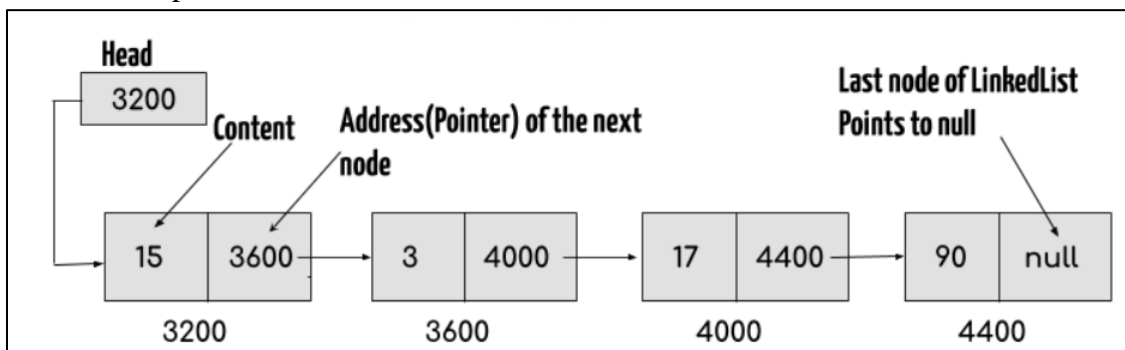 Head
3200
Content
Address(Pointer) of the next
node
Last node of LinkedList
Points to null
15 3600 3 4000 17 4400 90 null
3200 3600 4000 4400